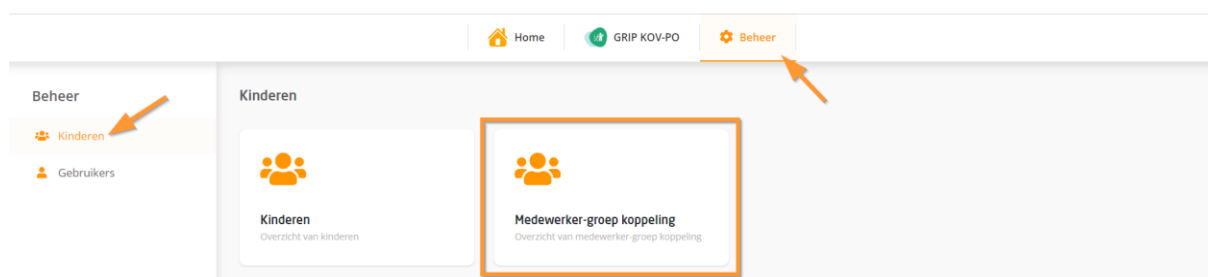 Home
GRIP KOV-PO
Beheer
Beheer
Kinderen
Gebruikers
Kinderen
Kinderen
Overzicht van kinderen
Medewerker-groep koppeling
Overzicht van medewerker-groep koppeling